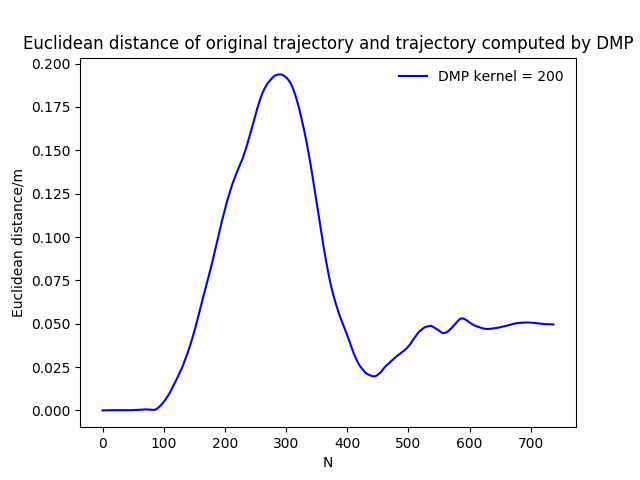 Euclidean distance of original trajectory and trajectory computed by DMP
DMP kernel = 200
Euclidean distance/m
0.200
0.175
0.150
0.125
0.100
0.075
0.050
0.025
0.000
0 100 200 300 400 500 600 700
N